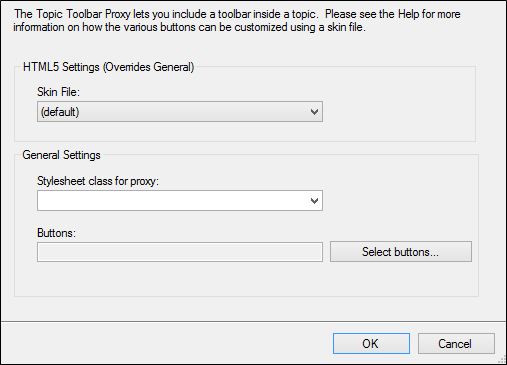 The Topic Toolbar Proxy lets you include a toolbar inside a topic.  Please see the Help for more
information on how the various buttons can be customized using a skin file.
HTML5 Settings (Overrides General)
Skin File:
(default)
General Settings
Stylesheet class for proxy:
Buttons:
Select buttons...
OK
Cancel